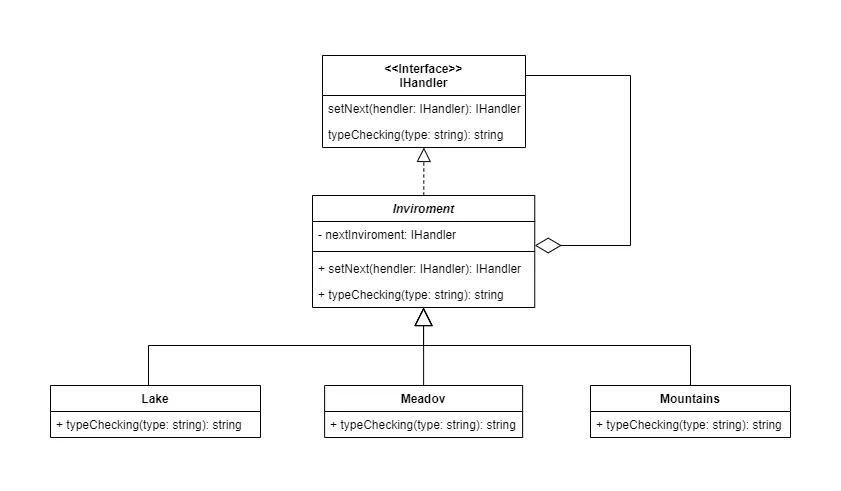 <<Interface>>
IHandler
setNext(hendler: IHandler): IHandler
typeChecking(type: string): string
Inviroment
- nextInviroment: IHandler
+ setNext(hendler: IHandler): IHandler
+ typeChecking(type: string): string
Lake
+ typeChecking(type: string): string
Meadov
+ typeChecking(type: string): string
Mountains
+ typeChecking(type: string): string